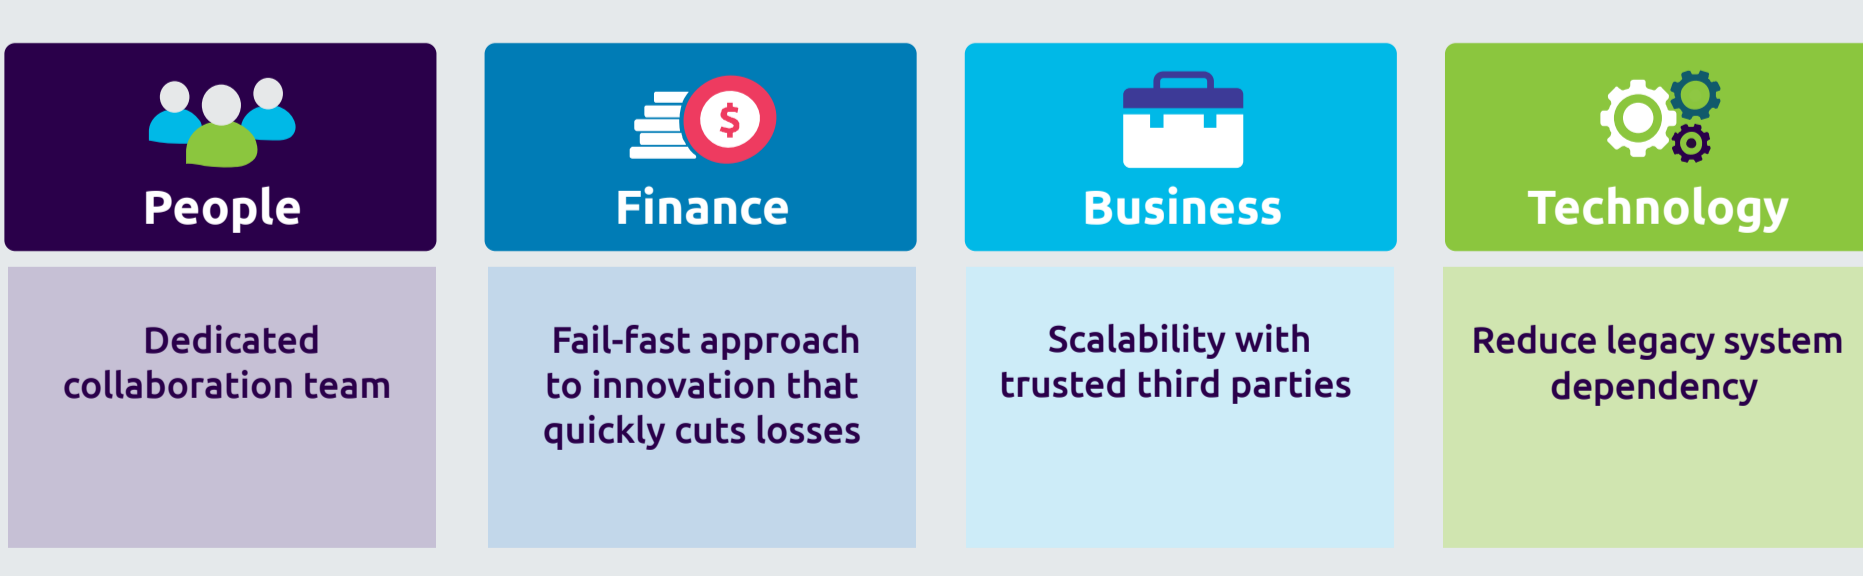 People
Dedicated
collaboration team
Finance
$
Fail-fast approach
to innovation that
quickly cuts losses
Business
Scalability with
trusted third parties
Technology
Reduce legacy system
dependency